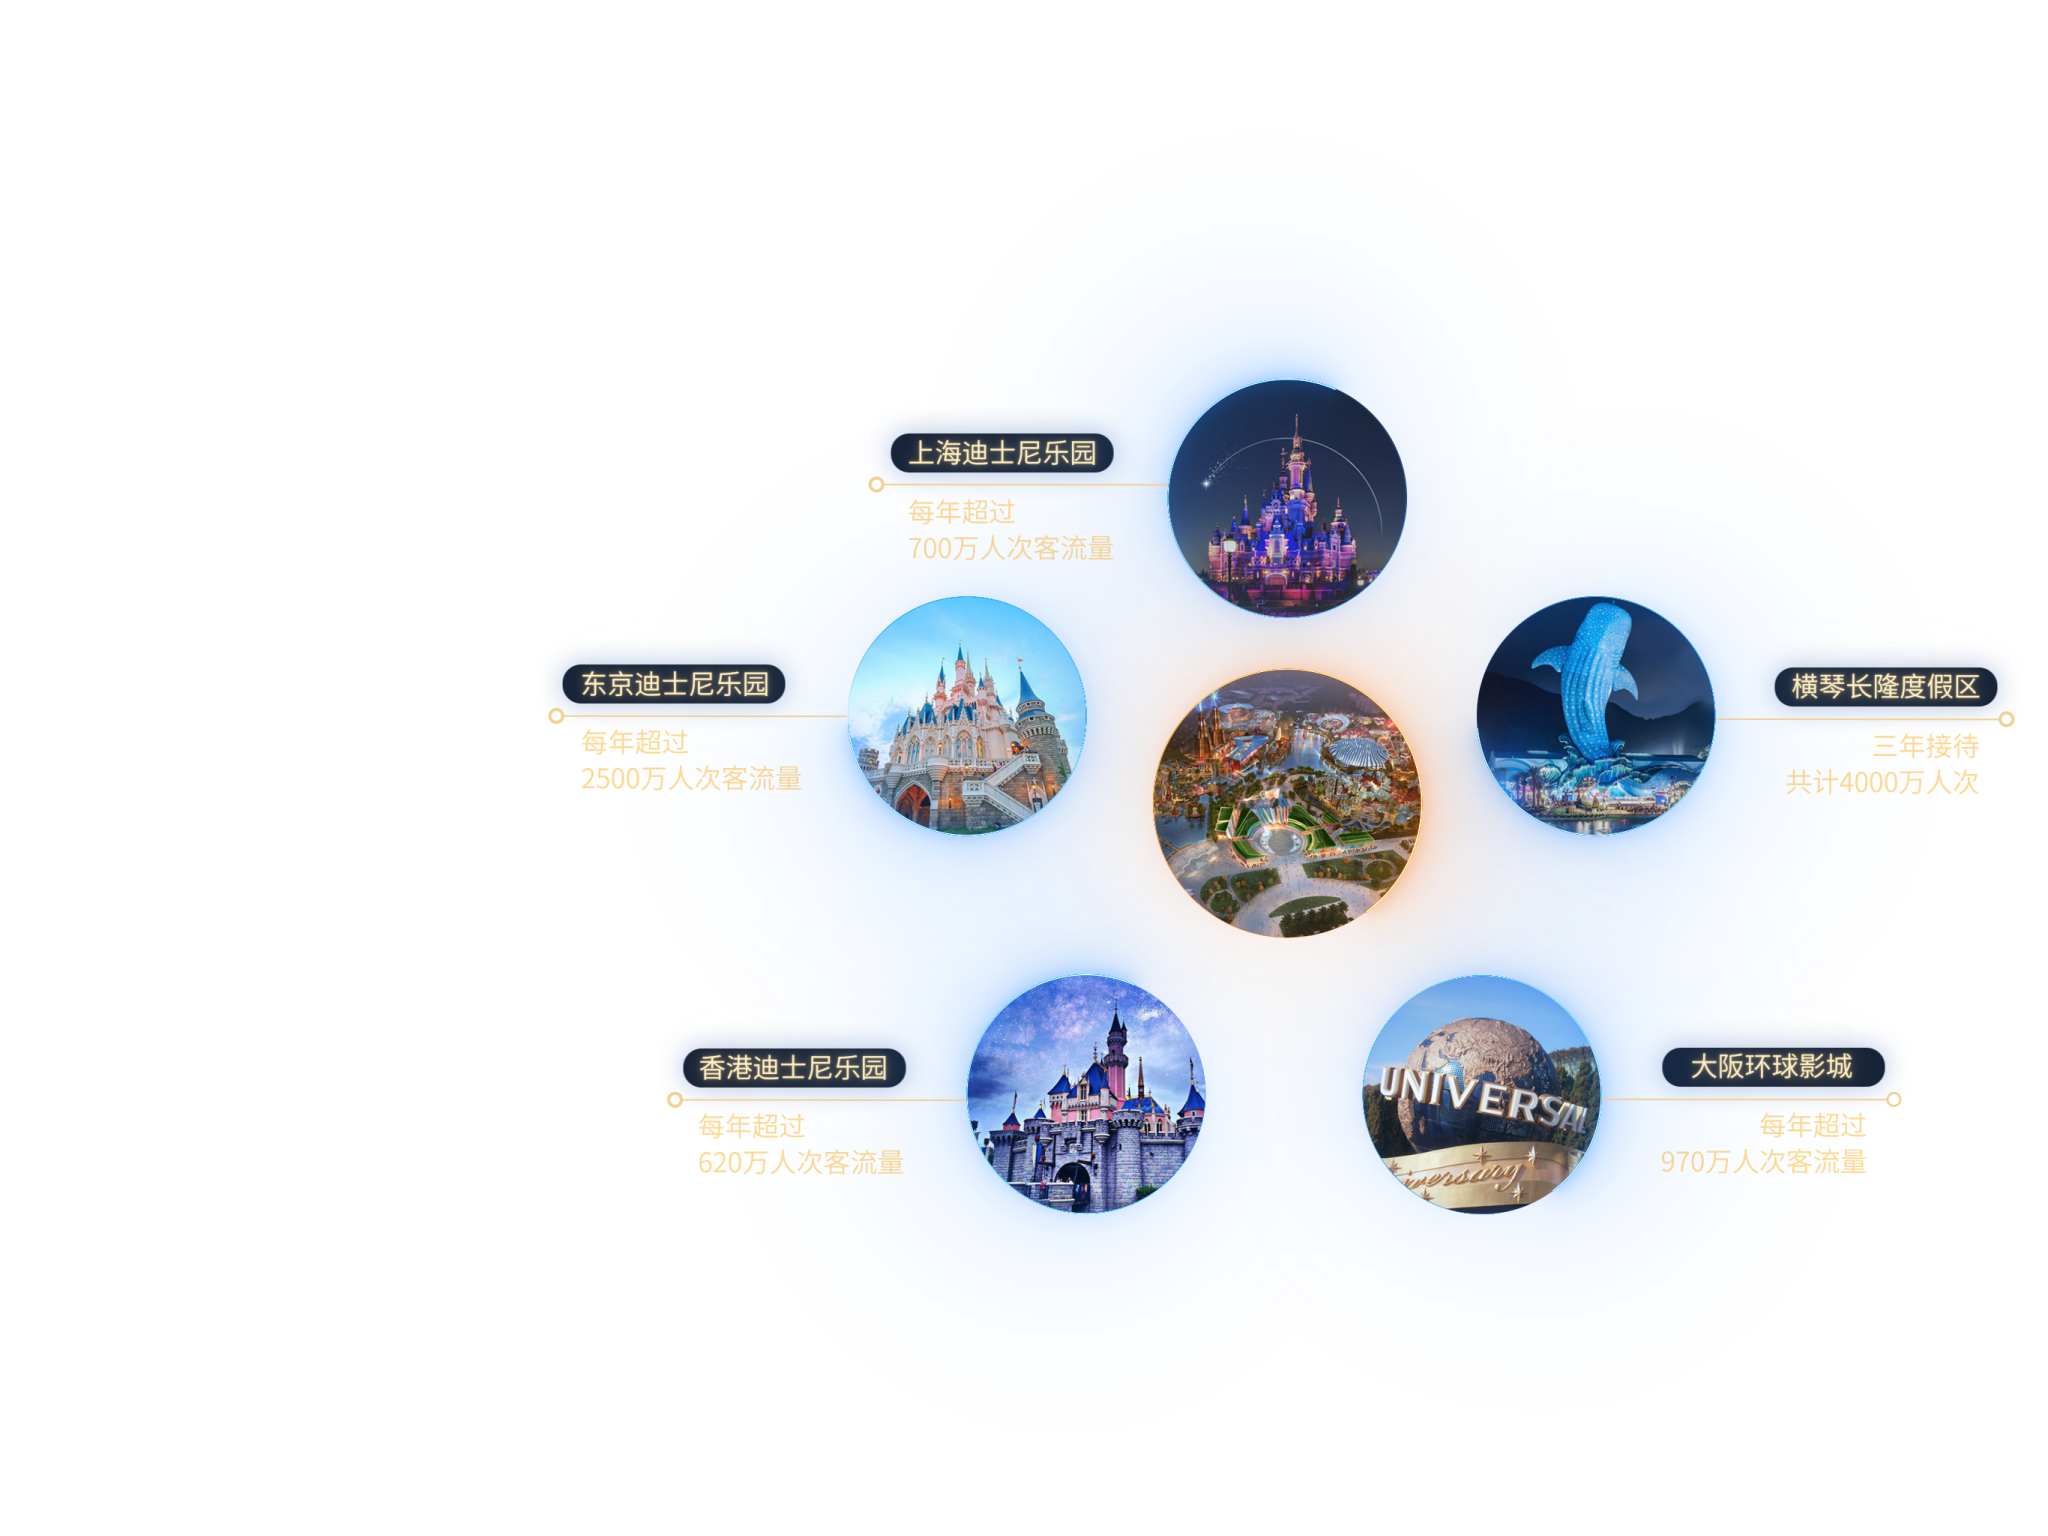 上海迪士尼乐园
每年超过
700万人次客流量
东京迪士尼乐园
每年超过
2500万人次客流量
横琴长隆度假区
三年接待
共计4000万人次
香港迪士尼乐园
每年超过
620万人次客流量
UNIVERSAL
iversary
大阪环球影城
每年超过
970万人次客流量